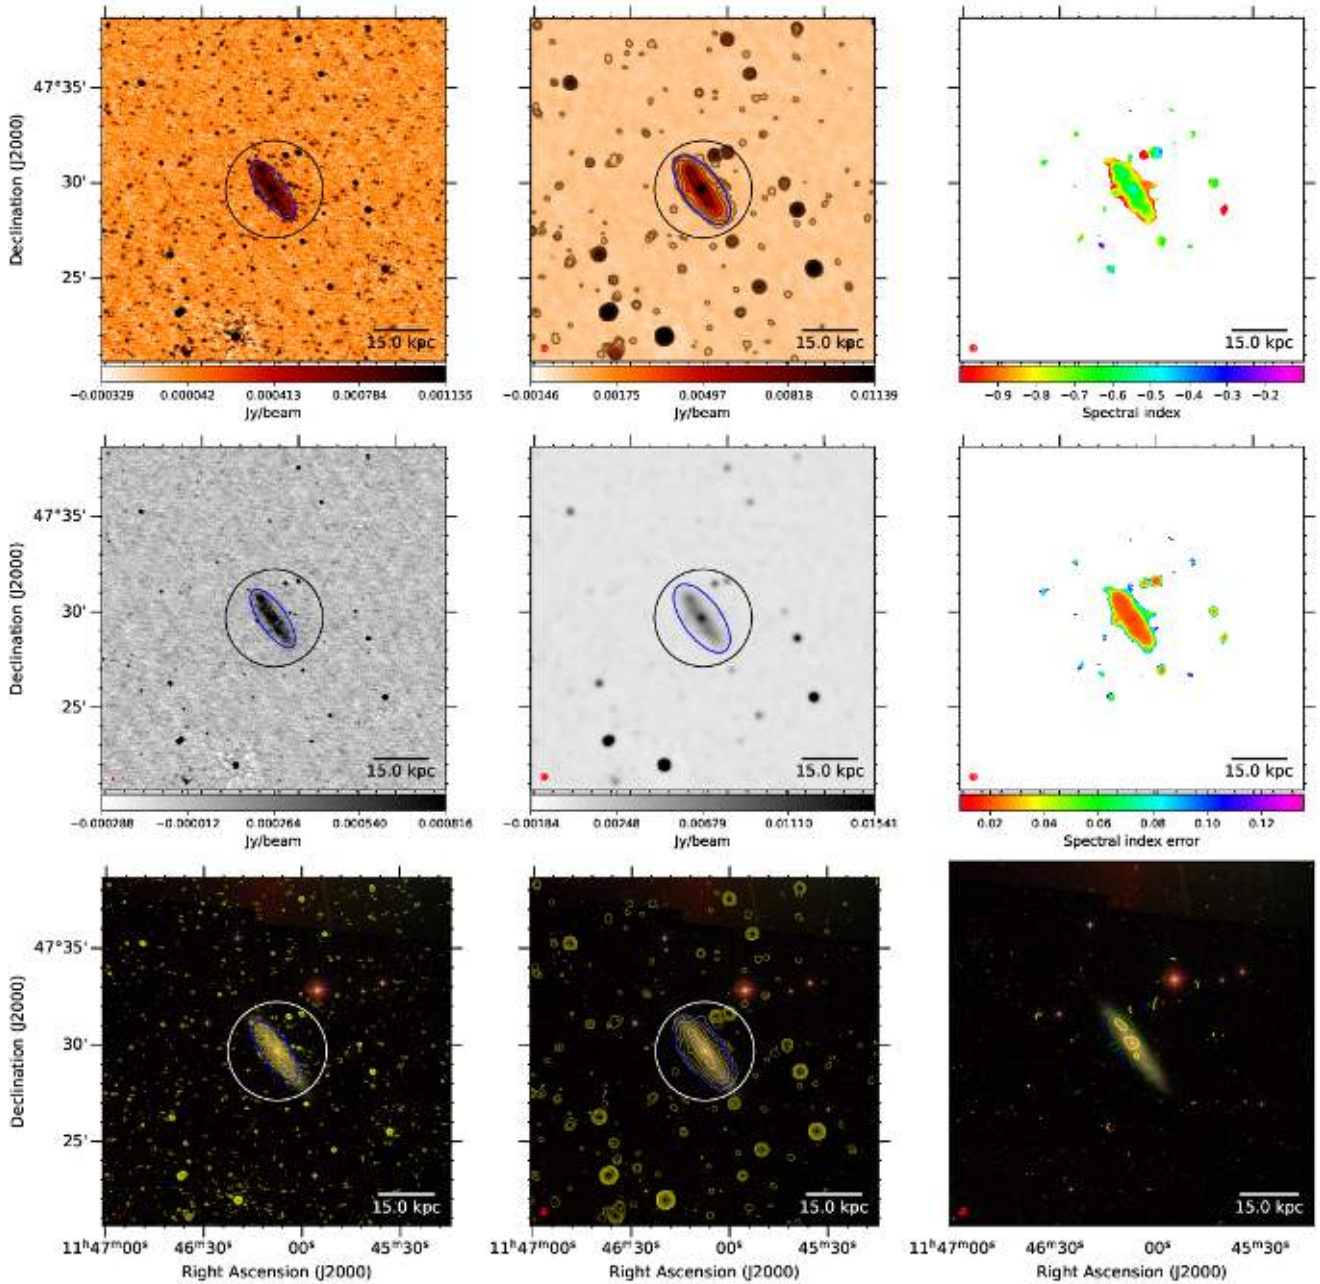 Declination (J2000)
47°35'
30'
25'
15.0 kpc
15.0 kpc
15.0 kpc
−0.000329 0.000042 0.000413 0.000784 0.001155
Jy/beam
−0.00146 0.00175 0.00497 0.00818 0.01139
Jy/beam
−0.9 −0.8 −0.7 −0.6 −0.5 −0.4 −0.3 −0.2
Spectral index
Declination (J2000)
47°35'
30'
25'
15.0 kpc
15.0 kpc
15.0 kpc
−0.000288 −0.000012 0.000264 0.000540 0.000816
Jy/beam
−0.00184 0.00248 0.00679 0.01110 0.01541
Jy/beam
0.02 0.04 0.06 0.08 0.10 0.12
Spectral index error
Declination (J2000)
47°35'
30'
25'
15.0 kpc
15.0 kpc
15.0 kpc
11ʰ47ᵐ00ˢ 46ᵐ30ˢ 00ˢ 45ᵐ30ˢ
Right Ascension (J2000)
11ʰ47ᵐ00ˢ 46ᵐ30ˢ 00ˢ 45ᵐ30ˢ
Right Ascension (J2000)
11ʰ47ᵐ00ˢ 46ᵐ30ˢ 00ˢ 45ᵐ30ˢ
Right Ascension (J2000)